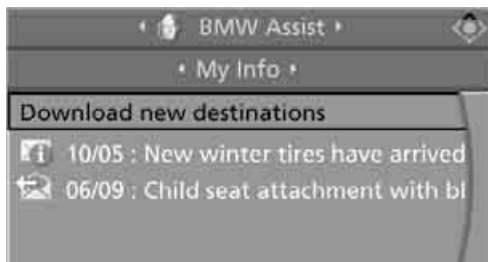 BMW Assist
My Info
Download new destinations
10/05 : New winter tires have arrived
06/09 : Child seat attachment with bl